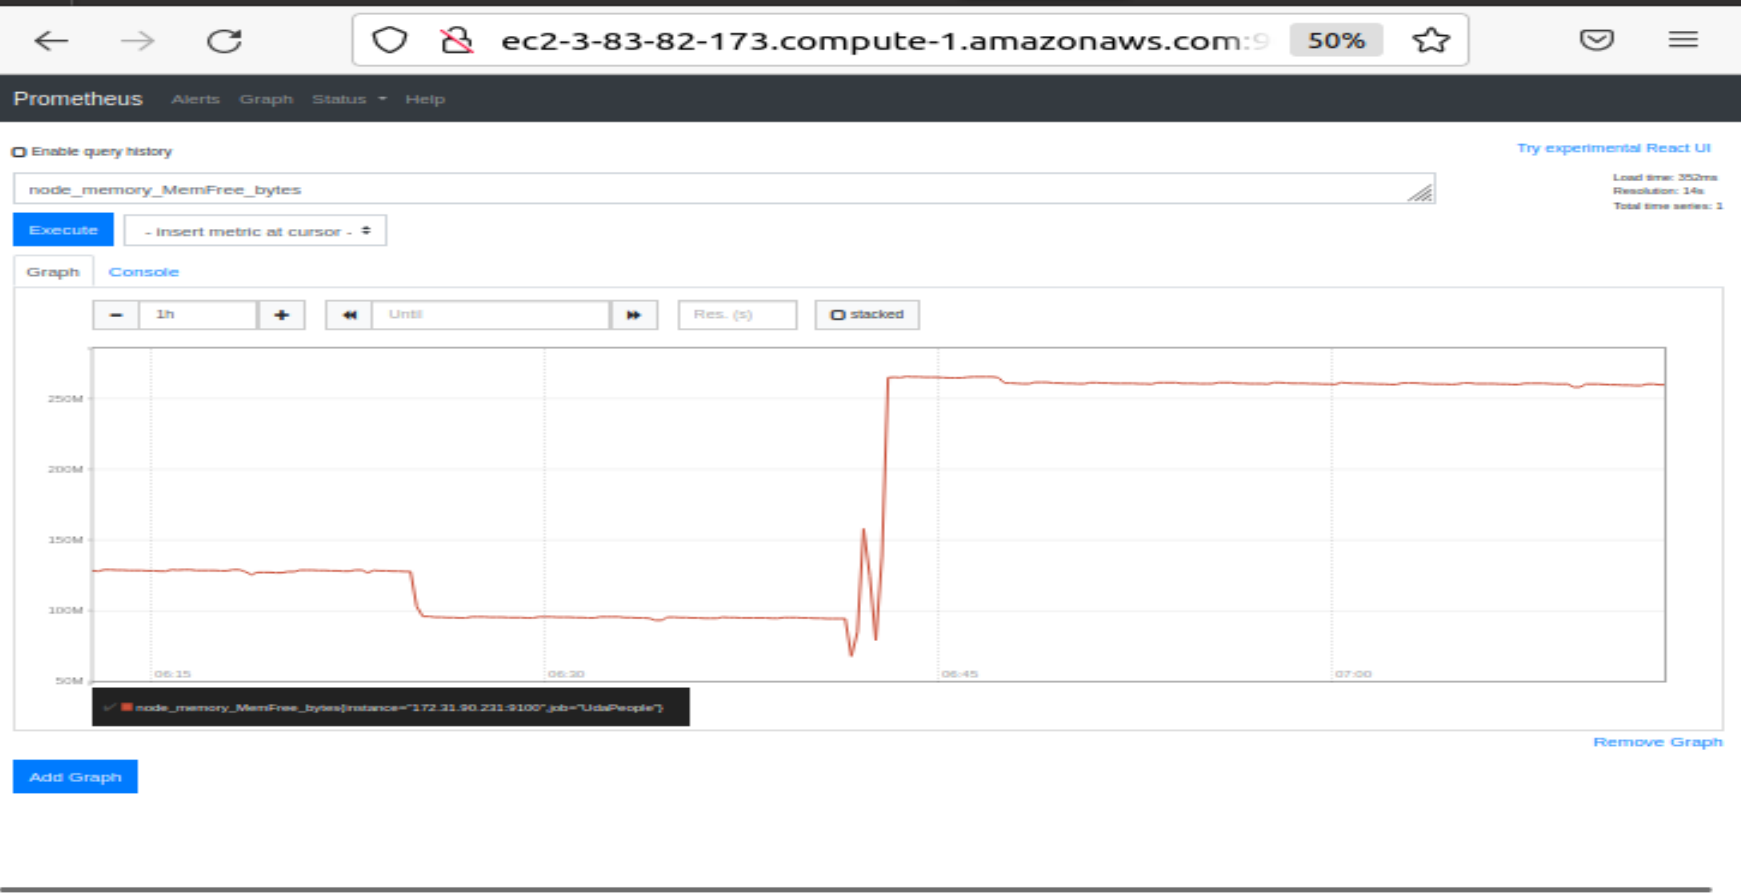 ec2-3-83-82-173.compute-1.amazonaws.com:9
50%
Prometheus Alerts Graph Status Help
Enable query history
Try experimental React UI
node_memory_MemFree_bytes
Load time: 352ms
Resolution: 14s
Total time series: 1
Execute
- insert metric at cursor -
Graph Console
1h
Until
Res. (s)
stacked
250M
200M
150M
100M
50M
06:15 06:30 06:45 07:00
node_memory_MemFree_bytes{instance="172.31.90.231:9100",job="UdaPeople"}
Remove Graph
Add Graph